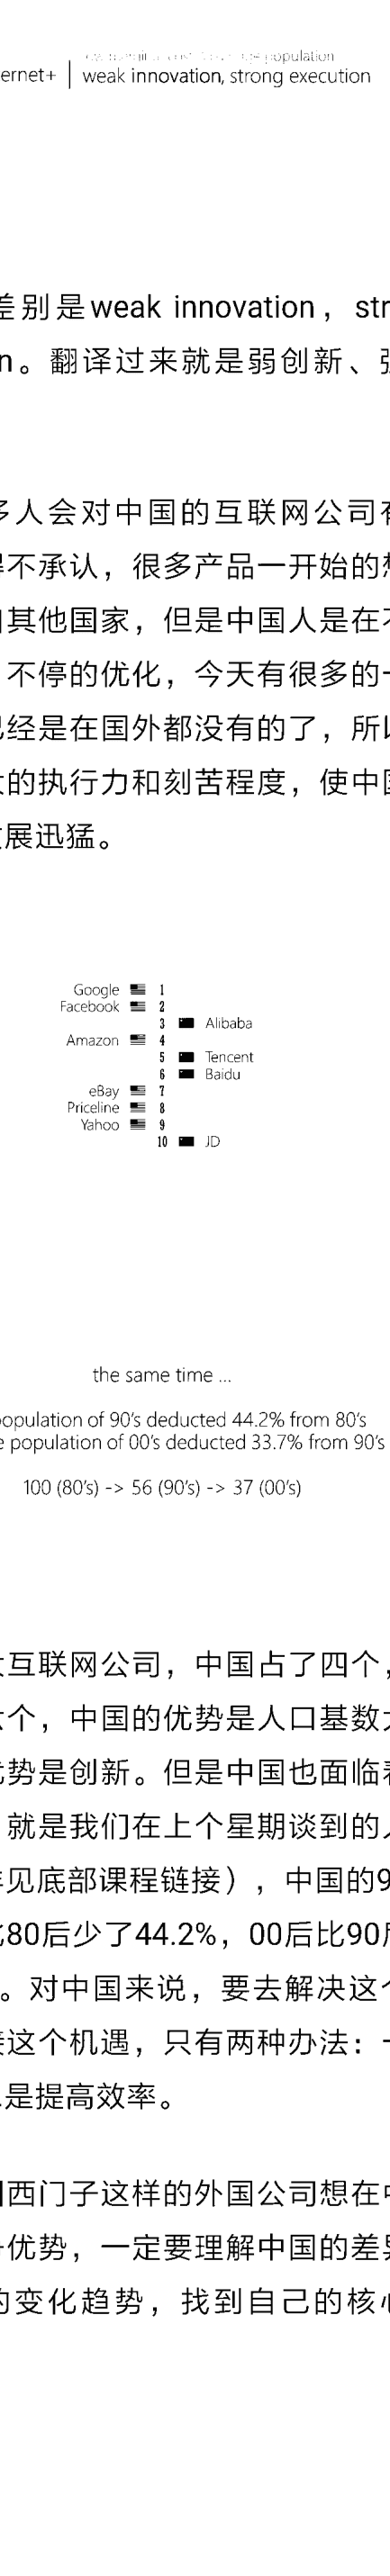 population
ernet+ | weak innovation, strong execution
差别是weak innovation，str
n。翻译过来就是弱创新、强
多人会对中国的互联网公司有
得不承认，很多产品一开始的想
自其他国家，但是中国人是在不
不停的优化，今天有很多的一
已经是在国外都没有的了，所以
大的执行力和刻苦程度，使中国
发展迅猛。
Google 1
Facebook 2
3 Alibaba
Amazon 4
5 Tencent
6 Baidu
eBay 7
Priceline 8
Yahoo 9
10 JD
the same time ...
population of 90's deducted 44.2% from 80's
e population of 00's deducted 33.7% from 90's
100 (80's) -> 56 (90's) -> 37 (00's)
大互联网公司，中国占了四个，
六个，中国的优势是人口基数大
优势是创新。但是中国也面临着
就是我们在上个星期谈到的人
详见底部课程链接），中国的9
比80后少了44.2%，00后比90后
。对中国来说，要去解决这个
接这个机遇，只有两种办法：一
是提高效率。
西门子这样的外国公司想在中
争优势，一定要理解中国的差异
的变化趋势，找到自己的核心